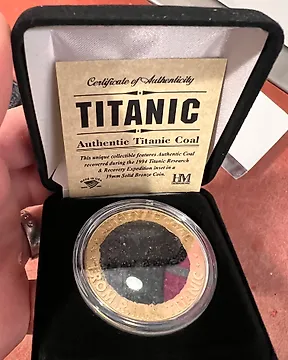 Certificate of Authenticity
TITANIC
Authentic Titanic Coal
This unique collectible features Authentic Coal
recovered during the 1994 Titanic Research
& Recovery Expedition inset in a
39mm Solid Bronze Coin.
HM
FROM